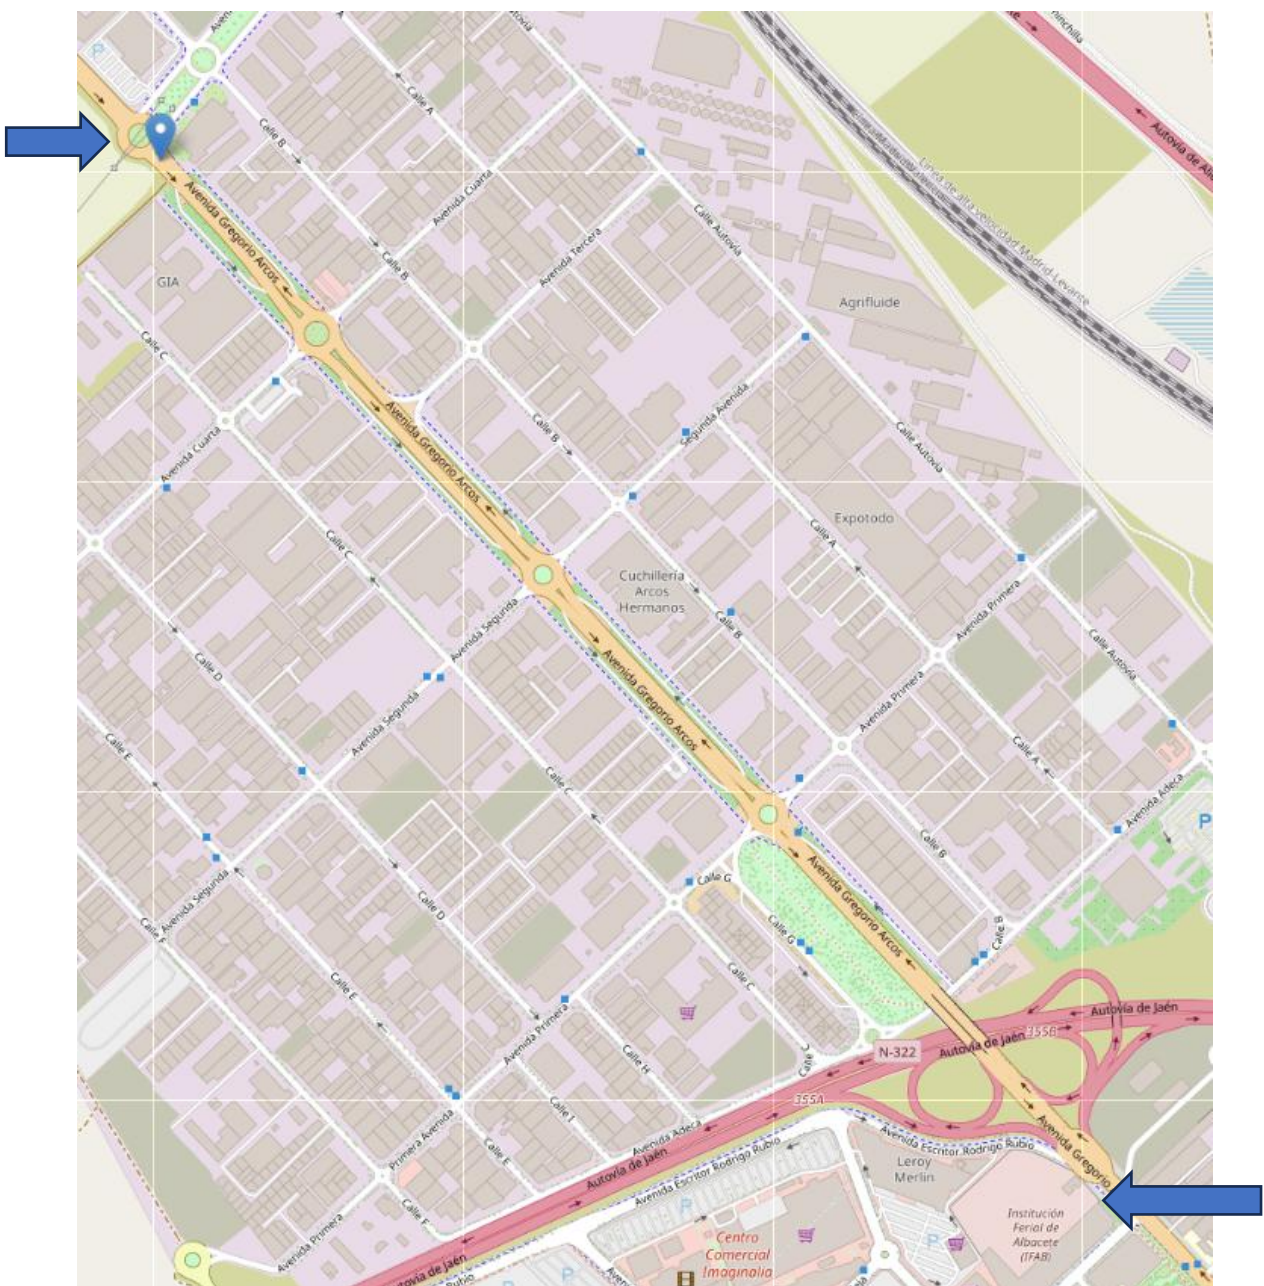 Calle A
Calle B
Autovía de Al
Línea de alta velocidad Madrid-Levante
Avenida Cuarta
Avenida Gregorio Arcos
Calle Autovía
Avenida Tercera
Calle B
GIA
Agrifluide
Calle C
Segunda Avenida
Avenida Gregorio Arcos
Calle B
Calle Autovía
Avenida Cuarta
Expotodo
Calle A
Calle C
Cuchillería
Arcos
Hermanos
Avenida Primera
Avenida Segunda
Calle B
Calle D
Calle Autovía
Avenida Gregorio Arcos
Avenida Primera
Avenida Segunda
Calle E
Calle A
Calle C
Avenida Adeca
P
Calle B
Calle G
Avenida Gregorio Arcos
Avenida Segunda
Calle D
Calle F
Calle G
Calle B
Calle C
Calle E
Autovía de Jaén
355B
N-322
Autovía de Jaén
Avenida Primera
Calle C
Calle H
355A
Calle I
Avenida Gregorio
Primera Avenida
Avenida Adeca
Avenida Escritor Rodrigo Rubio
Calle E
Autovía de Jaén
Leroy
Merlin
Avenida Escritor Rodrigo Rubio
P
Calle F
Institución
Ferial de
Albacete
(IFAB)
Avenida Primera
Centro
Comercial
Imaginalia
P
tovía de Jaén
Rubio
P
P